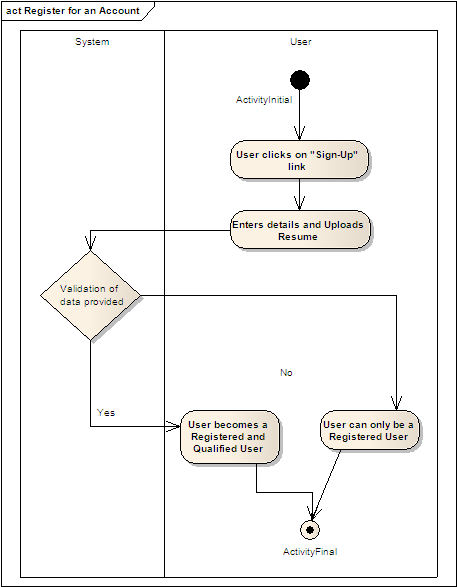 act Register for an Account
System
User
ActivityInitial
User clicks on "Sign-Up"
link
Enters details and Uploads
Resume
Validation of
data provided
No
Yes
User becomes a
Registered and
Qualified User
User can only be a
Registered User
ActivityFinal